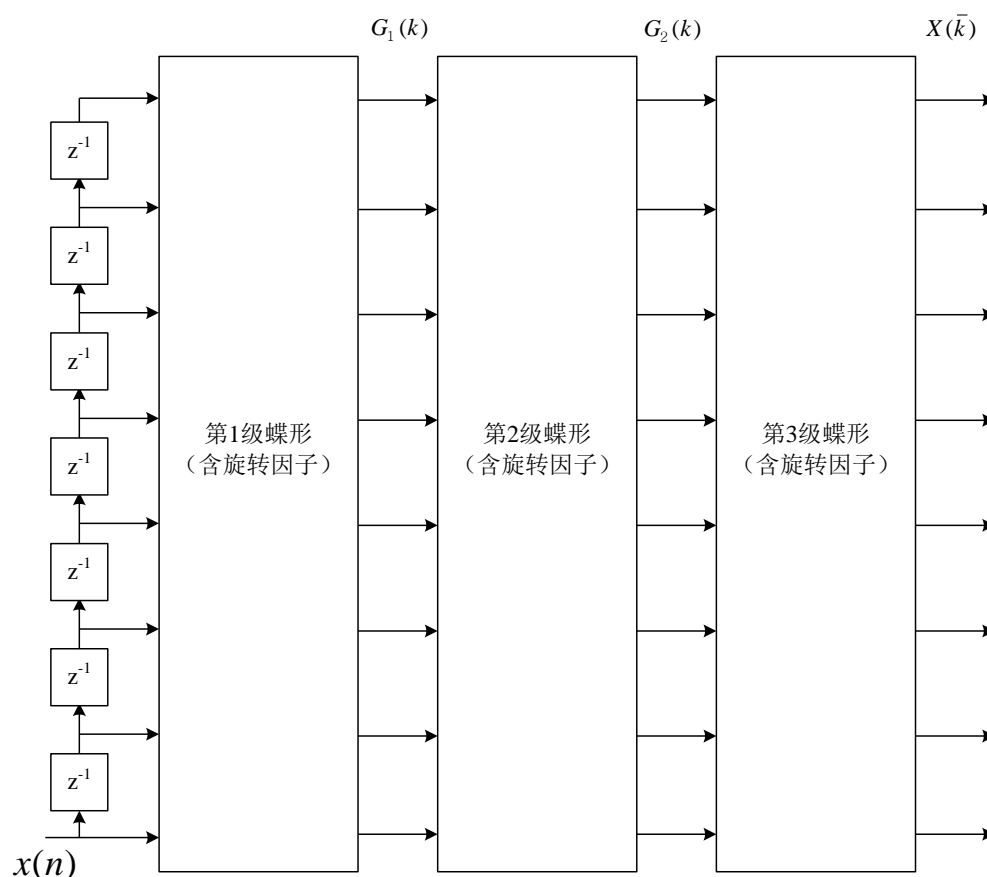 G₁(k) G₂(k) X(k̄)
z⁻¹
z⁻¹
z⁻¹
z⁻¹
z⁻¹
z⁻¹
z⁻¹
第1级蝶形
（含旋转因子）
第2级蝶形
（含旋转因子）
第3级蝶形
（含旋转因子）
x(n)